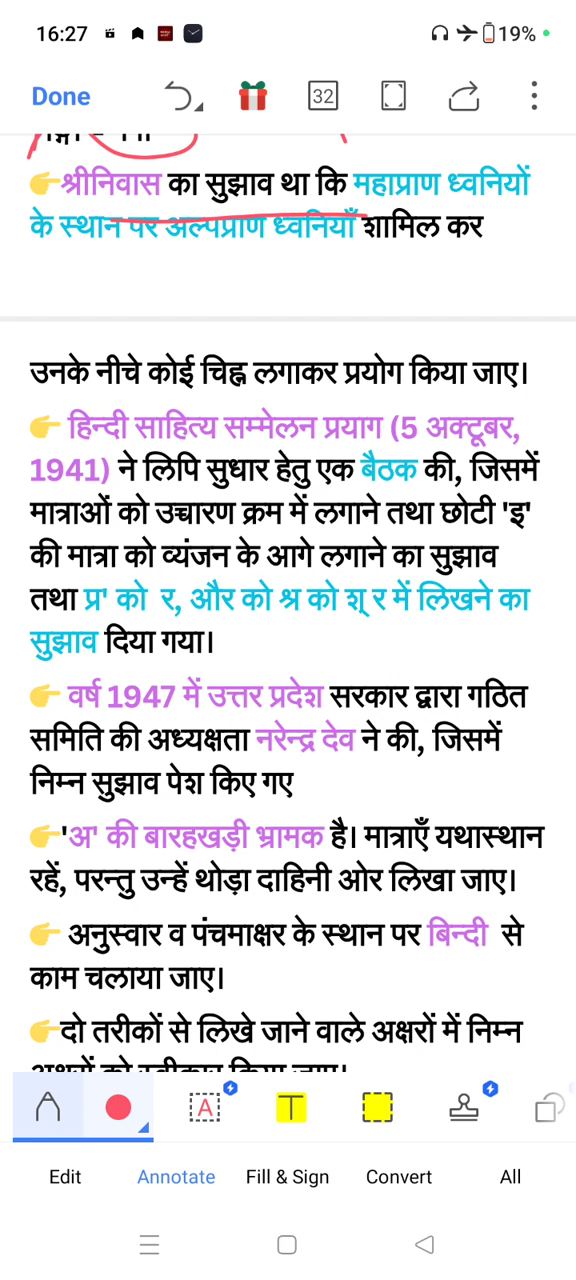 16:27
19%
Done
32
👉श्रीनिवास का सुझाव था कि महाप्राण ध्वनियों
के स्थान पर अल्पप्राण ध्वनियाँ शामिल कर
उनके नीचे कोई चिह्न लगाकर प्रयोग किया जाए।
👉 हिन्दी साहित्य सम्मेलन प्रयाग (5 अक्टूबर,
1941) ने लिपि सुधार हेतु एक बैठक की, जिसमें
मात्राओं को उच्चारण क्रम में लगाने तथा छोटी 'इ'
की मात्रा को व्यंजन के आगे लगाने का सुझाव
तथा प्र' को र, और को श्र को श् र में लिखने का
सुझाव दिया गया।
👉 वर्ष 1947 में उत्तर प्रदेश सरकार द्वारा गठित
समिति की अध्यक्षता नरेन्द्र देव ने की, जिसमें
निम्न सुझाव पेश किए गए
👉'अ' की बारहखड़ी भ्रामक है। मात्राएँ यथास्थान
रहें, परन्तु उन्हें थोड़ा दाहिनी ओर लिखा जाए।
👉 अनुस्वार व पंचमाक्षर के स्थान पर बिन्दी से
काम चलाया जाए।
👉दो तरीकों से लिखे जाने वाले अक्षरों में निम्न
A T
Edit Annotate Fill & Sign Convert All